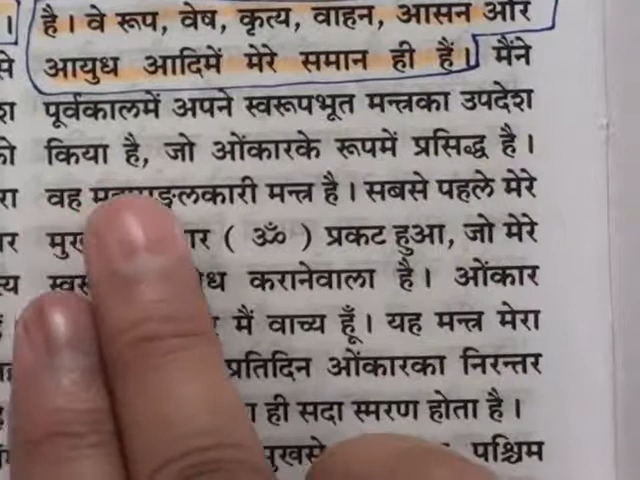 है। वे रूप, वेष, कृत्य, वाहन, आसन और
से आयुध आदिमें मेरे समान ही हैं। मैंने
पूर्वकालमें अपने स्वरूपभूत मन्त्रका उपदेश
किया है, जो ओंकारके रूपमें प्रसिद्ध है।
वह मन्त्र है। सबसे पहले मेरे
( ॐ ) प्रकट हुआ, जो मेरे
करानेवाला है। ओंकार
मैं वाच्य हूँ। यह मन्त्र मेरा
प्रतिदिन ओंकारका निरन्तर
ही सदा स्मरण होता है।
पश्चिम